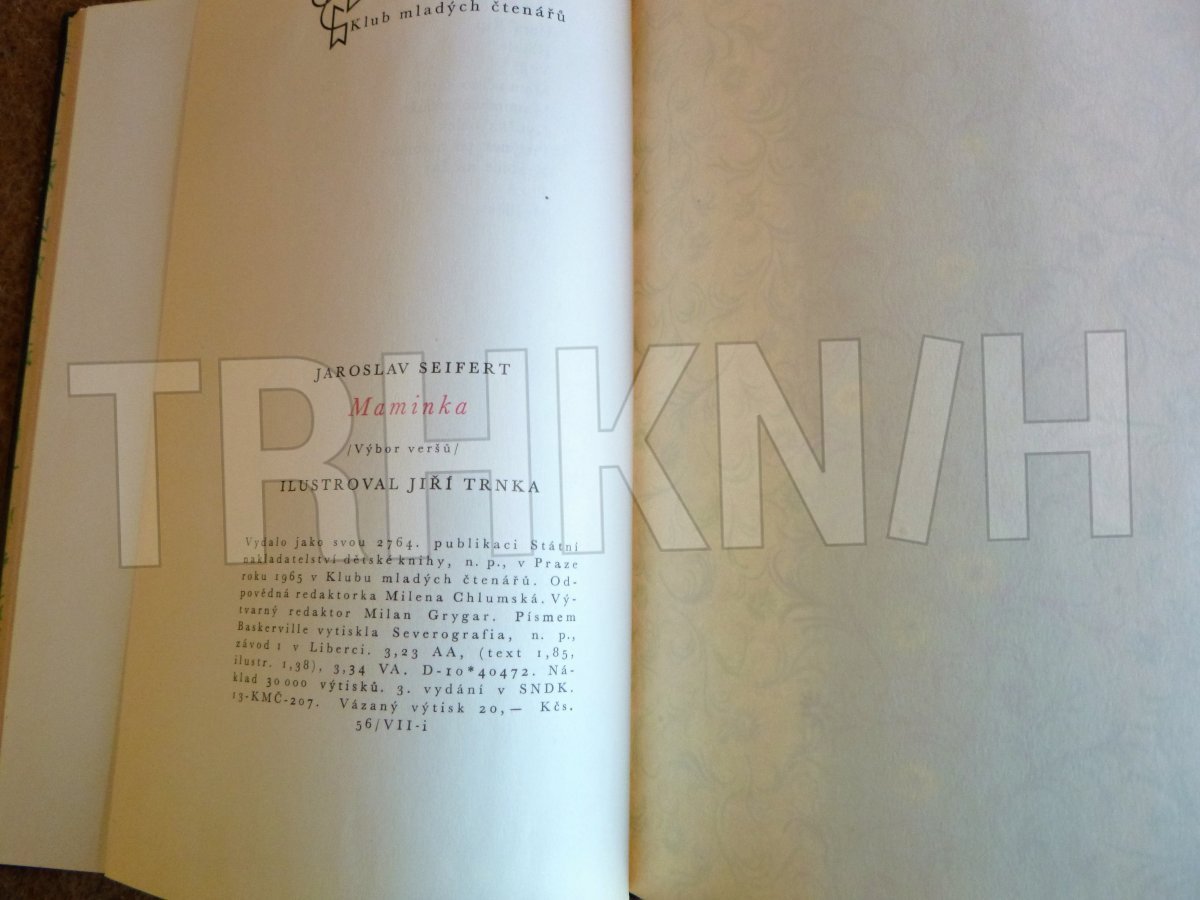 Klub mladých čtenářů
JAROSLAV SEIFERT
Maminka
/Výbor veršů/
ILUSTROVAL JIŘÍ TRNKA
Vydalo jako svou 2764. publikaci Státní
nakladatelství dětské knihy, n. p., v Praze
roku 1965 v Klubu mladých čtenářů. Od-
povědná redaktorka Milena Chlumská. Vý-
tvarný redaktor Milan Grygar. Písmem
Baskerville vytiskla Severografia, n. p.,
závod 1 v Liberci. 3,23 AA, (text 1,85,
ilustr. 1,38), 3,34 VA. D-10*40472. Ná-
klad 30 000 výtisků. 3. vydání v SNDK.
13-KMČ-207. Vázaný výtisk 20,— Kčs.
56/VII-i
TRHKNIH